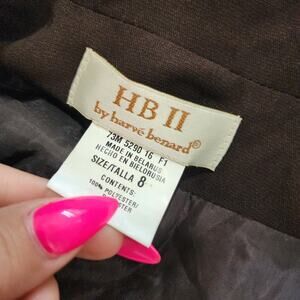 HB II
by harvé benard®
73M 5290 16 F1
MADE IN BELARUS
HECHO EN BIELORUSIA
SIZE/TALLA 8
CONTENTS:
100% POLYESTER/